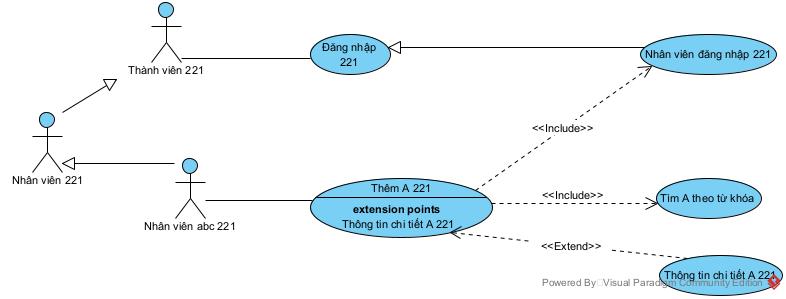 Thành viên 221
Đăng nhập
221
Nhân viên đăng nhập 221
<<Include>>
Nhân viên 221
Nhân viên abc 221
Thêm A 221
extension points
Thông tin chi tiết A 221
<<Include>>
Tìm A theo từ khóa
<<Extend>>
Thông tin chi tiết A 221
Powered By Visual Paradigm Community Edition